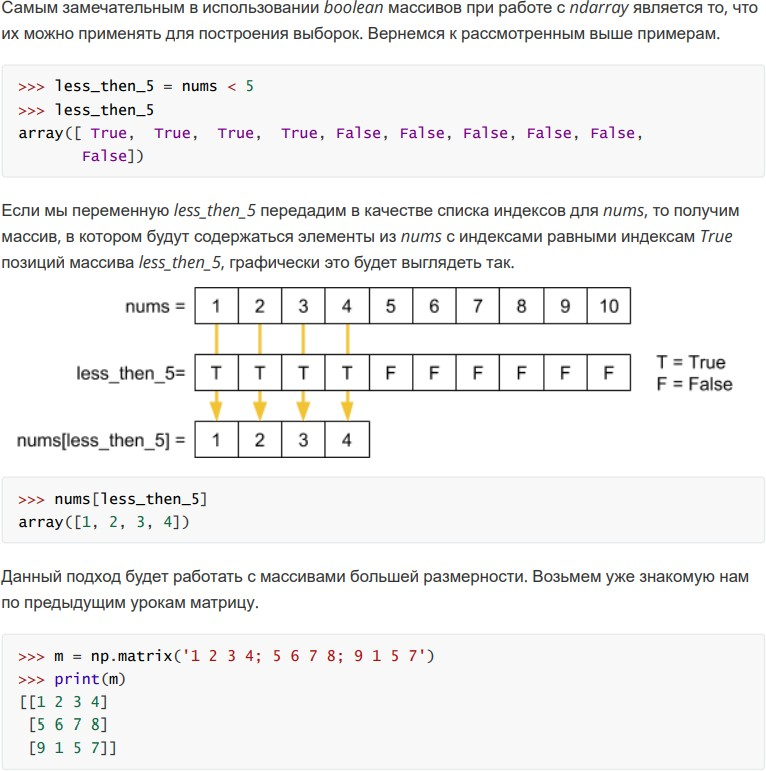 Самым замечательным в использовании boolean массивов при работе с ndarray является то, что
их можно применять для построения выборок. Вернемся к рассмотренным выше примерам.
>>> less_then_5 = nums < 5
>>> less_then_5
array([ True,  True,  True,  True, False, False, False, False, False,
       False])
Если мы переменную less_then_5 передадим в качестве списка индексов для nums, то получим
массив, в котором будут содержаться элементы из nums с индексами равными индексам True
позиций массива less_then_5, графически это будет выглядеть так.
nums = 1 2 3 4 5 6 7 8 9 10
less_then_5= T T T T F F F F F F
T = True
F = False
nums[less_then_5] = 1 2 3 4
>>> nums[less_then_5]
array([1, 2, 3, 4])
Данный подход будет работать с массивами большей размерности. Возьмем уже знакомую нам
по предыдущим урокам матрицу.
>>> m = np.matrix('1 2 3 4; 5 6 7 8; 9 1 5 7')
>>> print(m)
[[1 2 3 4]
 [5 6 7 8]
 [9 1 5 7]]